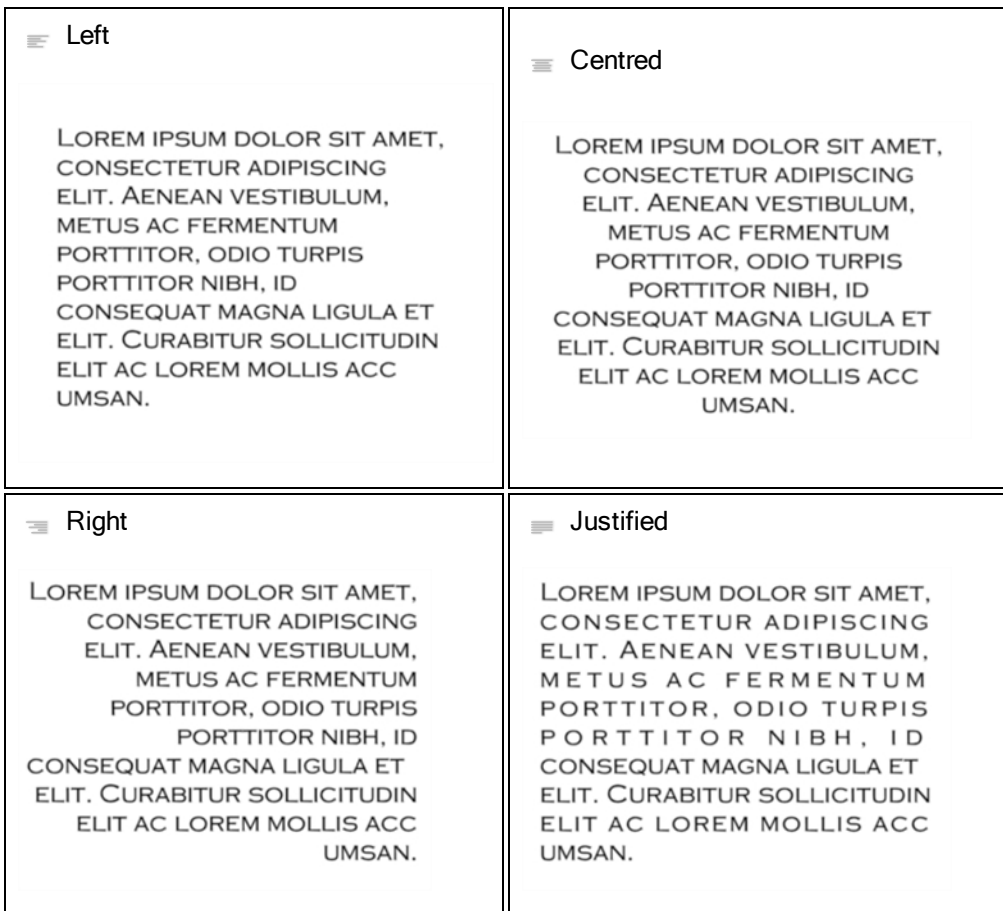 Left
LOREM IPSUM DOLOR SIT AMET,
CONSECTETUR ADIPISCING
ELIT. AENEAN VESTIBULUM,
METUS AC FERMENTUM
PORTTITOR, ODIO TURPIS
PORTTITOR NIBH, ID
CONSEQUAT MAGNA LIGULA ET
ELIT. CURABITUR SOLLICITUDIN
ELIT AC LOREM MOLLIS ACC
UMSAN.
Centred
LOREM IPSUM DOLOR SIT AMET,
CONSECTETUR ADIPISCING
ELIT. AENEAN VESTIBULUM,
METUS AC FERMENTUM
PORTTITOR, ODIO TURPIS
PORTTITOR NIBH, ID
CONSEQUAT MAGNA LIGULA ET
ELIT. CURABITUR SOLLICITUDIN
ELIT AC LOREM MOLLIS ACC
UMSAN.
Right
LOREM IPSUM DOLOR SIT AMET,
CONSECTETUR ADIPISCING
ELIT. AENEAN VESTIBULUM,
METUS AC FERMENTUM
PORTTITOR, ODIO TURPIS
PORTTITOR NIBH, ID
CONSEQUAT MAGNA LIGULA ET
ELIT. CURABITUR SOLLICITUDIN
ELIT AC LOREM MOLLIS ACC
UMSAN.
Justified
LOREM IPSUM DOLOR SIT AMET,
CONSECTETUR ADIPISCING
ELIT. AENEAN VESTIBULUM,
METUS AC FERMENTUM
PORTTITOR, ODIO TURPIS
PORTTITOR NIBH, ID
CONSEQUAT MAGNA LIGULA ET
ELIT. CURABITUR SOLLICITUDIN
ELIT AC LOREM MOLLIS ACC
UMSAN.